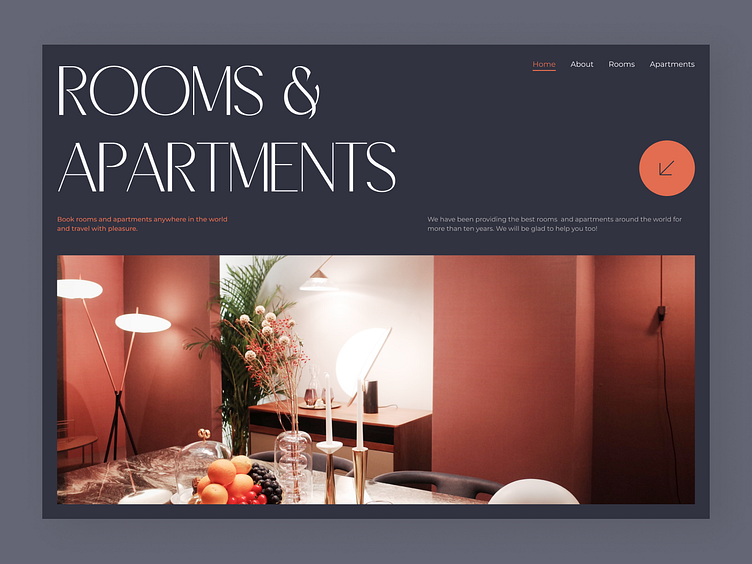 ROOMS &
APARTMENTS
Home About Rooms Apartments
Book rooms and apartments anywhere in the world
and travel with pleasure.
We have been providing the best rooms and apartments around the world for
more than ten years. We will be glad to help you too!